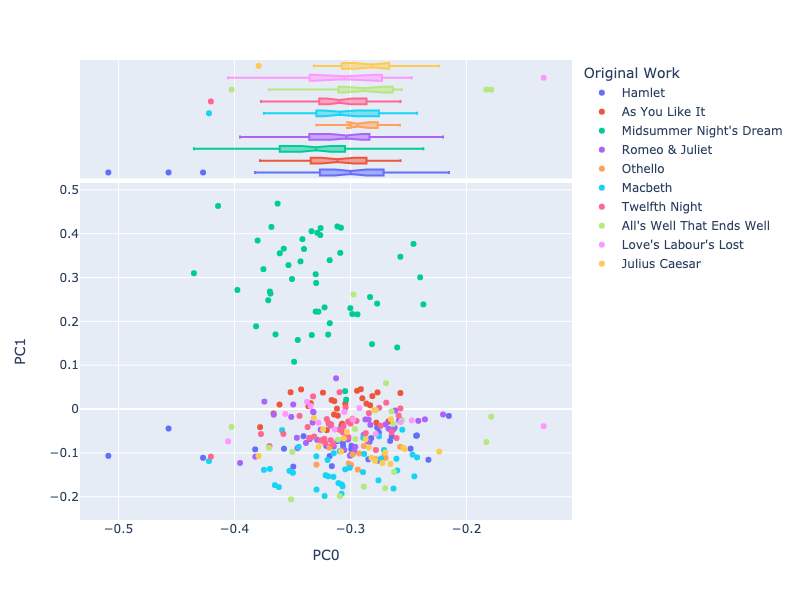 Original Work
Hamlet
As You Like It
Midsummer Night's Dream
Romeo & Juliet
Othello
Macbeth
Twelfth Night
All's Well That Ends Well
Love's Labour's Lost
Julius Caesar
0.5
0.4
0.3
0.2
0.1
0
−0.1
−0.2
PC1
−0.5
−0.4
−0.3
−0.2
PC0